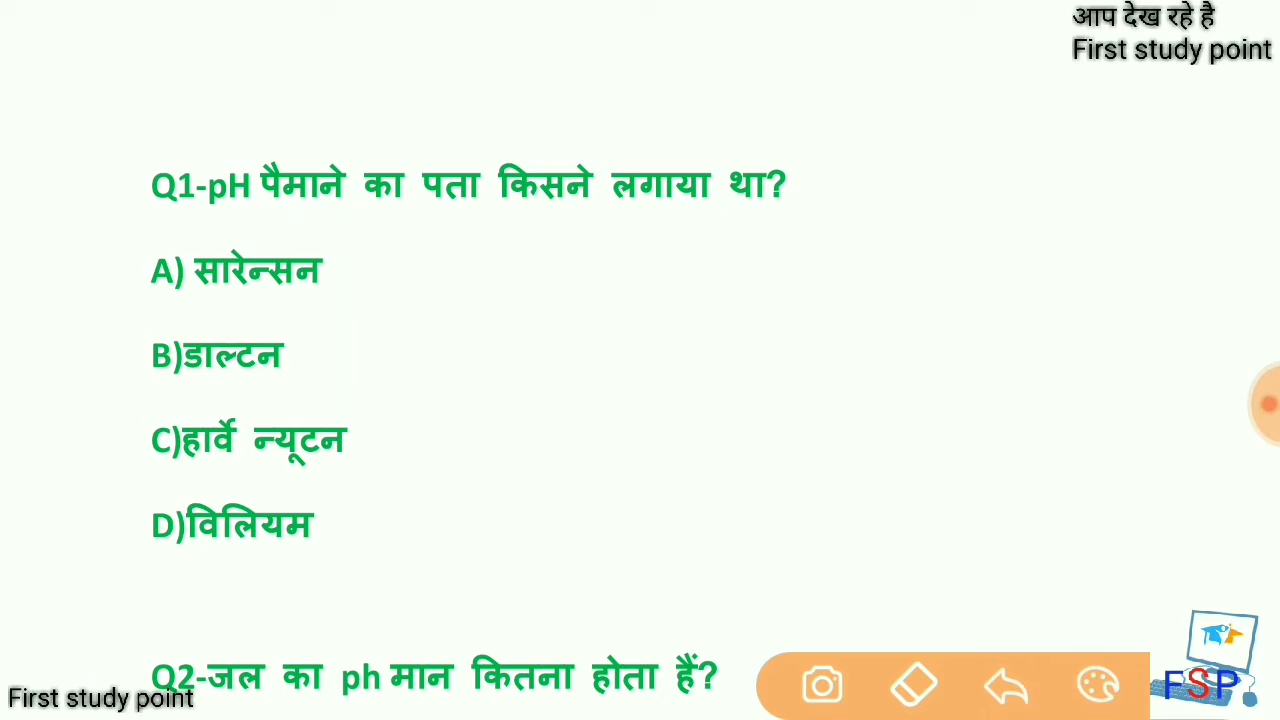 आप देख रहे है
First study point
Q1-pH पैमाने का पता किसने लगाया था?
A) सारेन्सन
B)डाल्टन
C)हार्वे न्यूटन
D)विलियम
Q2-जल का ph मान कितना होता हैं?
First study point
FSP